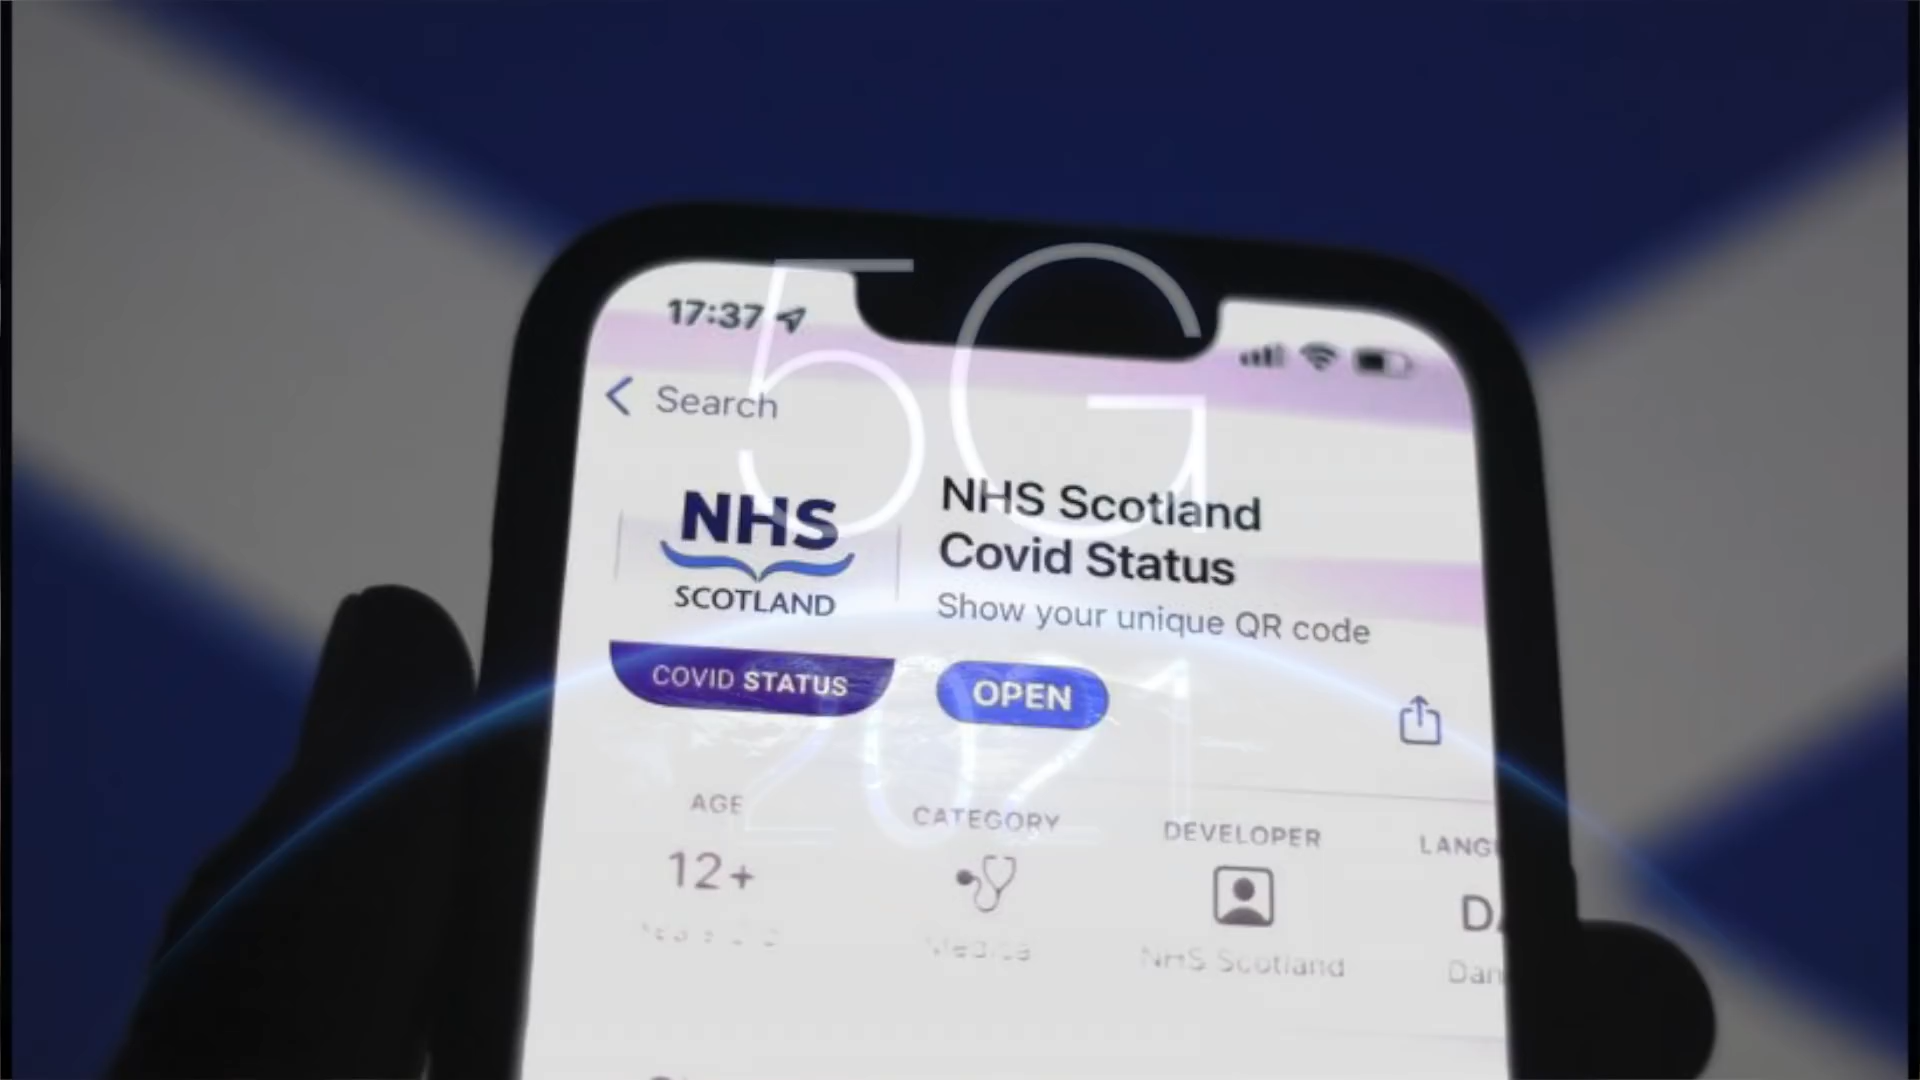 5G
17:37
Search
NHS
SCOTLAND
COVID STATUS
NHS Scotland
Covid Status
Show your unique QR code
OPEN
2021
AGE
12+
CATEGORY
DEVELOPER
NHS Scotland